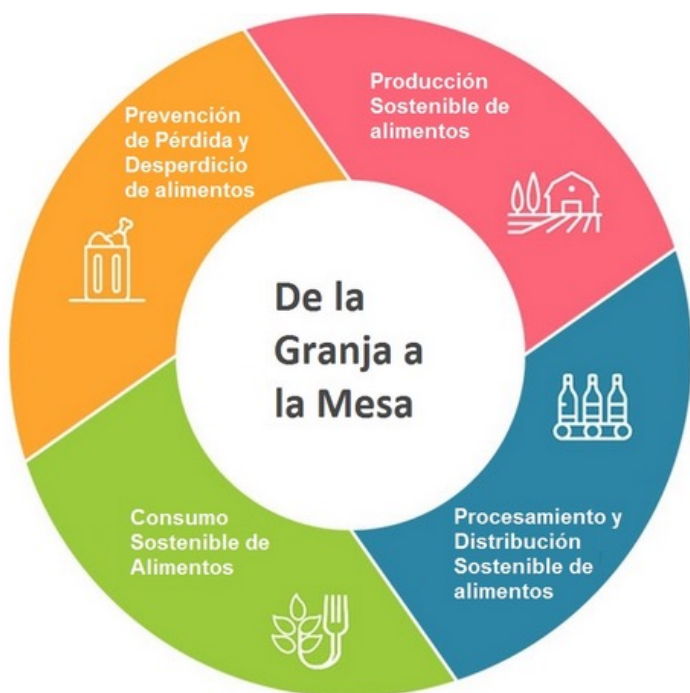 De la
Granja a
la Mesa
Producción
Sostenible de
alimentos
Procesamiento y
Distribución
Sostenible de
alimentos
Consumo
Sostenible de
Alimentos
Prevención
de Pérdida y
Desperdicio
de alimentos